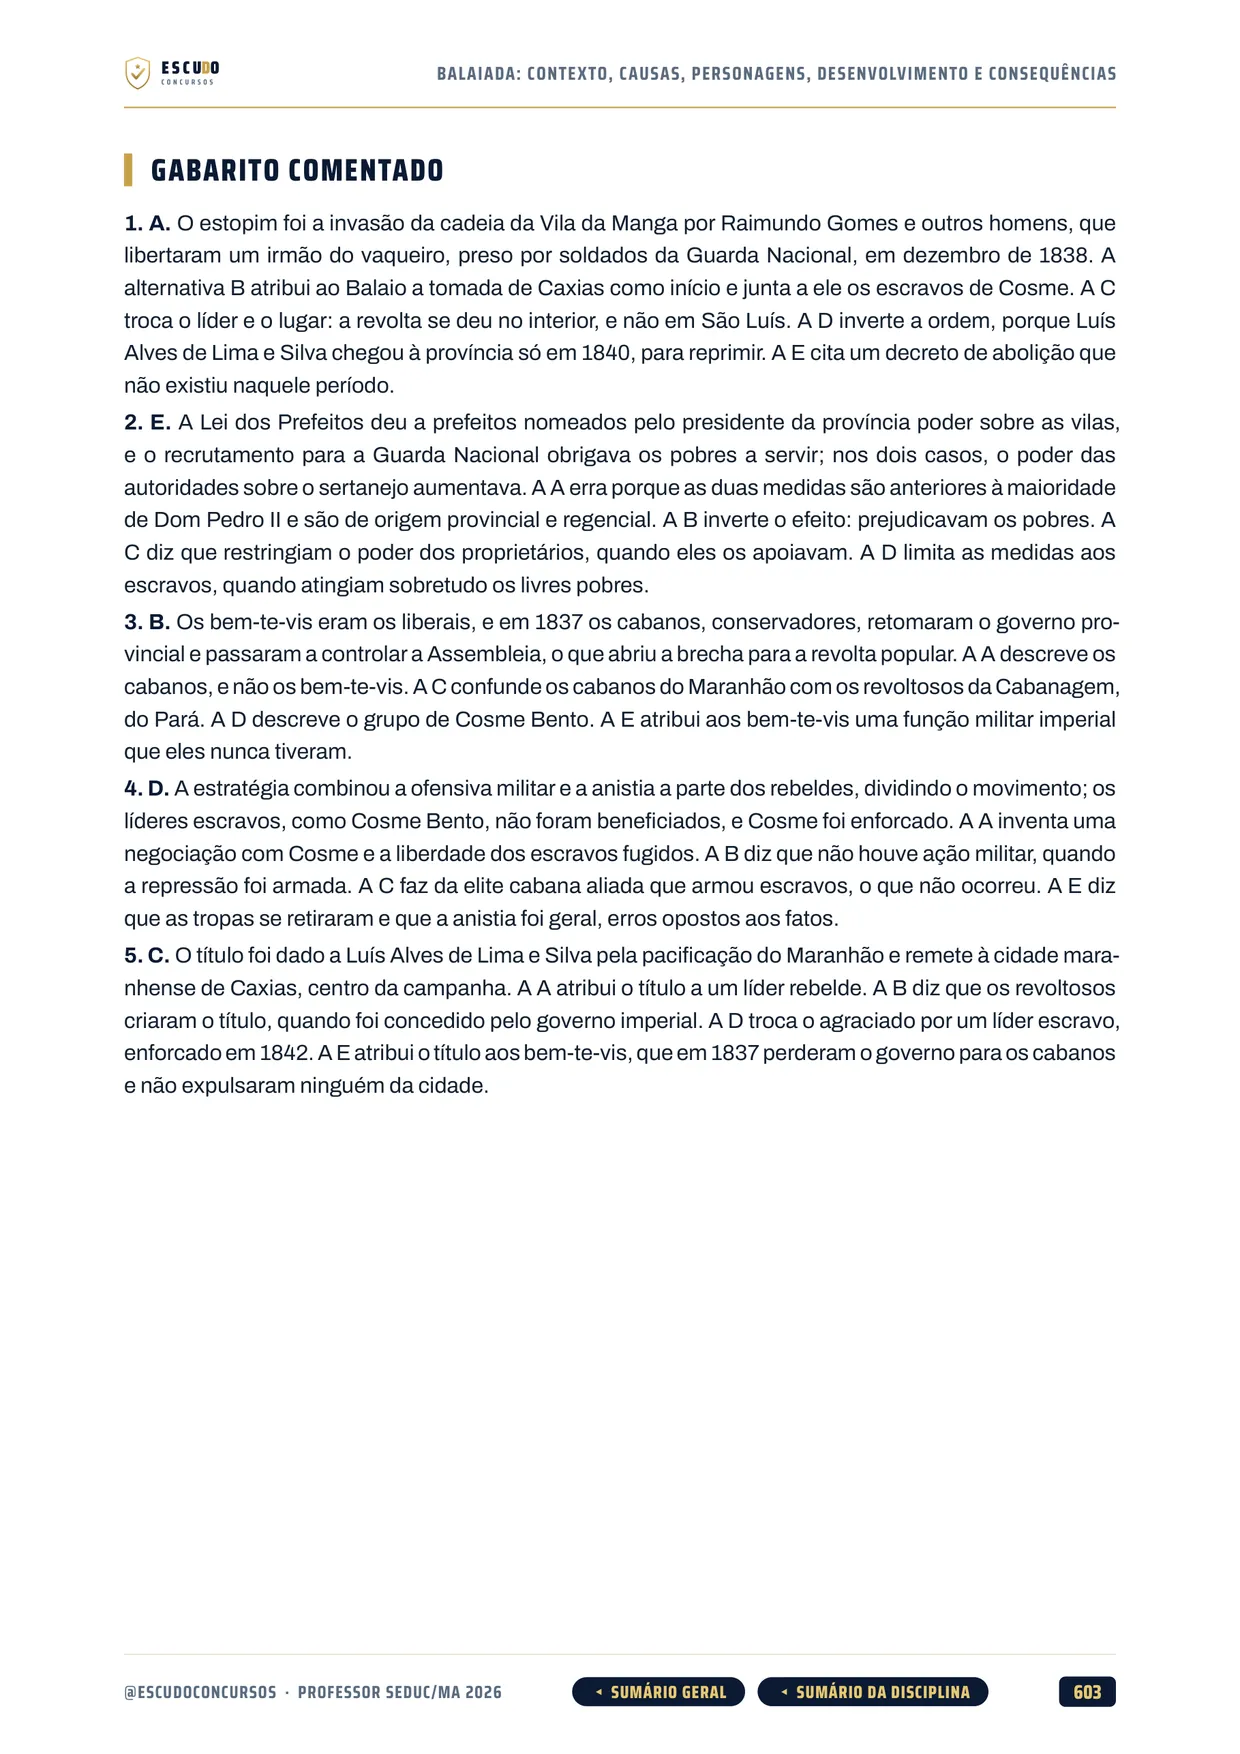 ESCUDO
CONCURSOS
BALAIADA: CONTEXTO, CAUSAS, PERSONAGENS, DESENVOLVIMENTO E CONSEQUÊNCIAS
GABARITO COMENTADO
1. A. O estopim foi a invasão da cadeia da Vila da Manga por Raimundo Gomes e outros homens, que
libertaram um irmão do vaqueiro, preso por soldados da Guarda Nacional, em dezembro de 1838. A
alternativa B atribui ao Balaio a tomada de Caxias como início e junta a ele os escravos de Cosme. A C
troca o líder e o lugar: a revolta se deu no interior, e não em São Luís. A D inverte a ordem, porque Luís
Alves de Lima e Silva chegou à província só em 1840, para reprimir. A E cita um decreto de abolição que
não existiu naquele período.
2. E. A Lei dos Prefeitos deu a prefeitos nomeados pelo presidente da província poder sobre as vilas,
e o recrutamento para a Guarda Nacional obrigava os pobres a servir; nos dois casos, o poder das
autoridades sobre o sertanejo aumentava. A A erra porque as duas medidas são anteriores à maioridade
de Dom Pedro II e são de origem provincial e regencial. A B inverte o efeito: prejudicavam os pobres. A
C diz que restringiam o poder dos proprietários, quando eles os apoiavam. A D limita as medidas aos
escravos, quando atingiam sobretudo os livres pobres.
3. B. Os bem-te-vis eram os liberais, e em 1837 os cabanos, conservadores, retomaram o governo pro-
vincial e passaram a controlar a Assembleia, o que abriu a brecha para a revolta popular. A A descreve os
cabanos, e não os bem-te-vis. A C confunde os cabanos do Maranhão com os revoltosos da Cabanagem,
do Pará. A D descreve o grupo de Cosme Bento. A E atribui aos bem-te-vis uma função militar imperial
que eles nunca tiveram.
4. D. A estratégia combinou a ofensiva militar e a anistia a parte dos rebeldes, dividindo o movimento; os
líderes escravos, como Cosme Bento, não foram beneficiados, e Cosme foi enforcado. A A inventa uma
negociação com Cosme e a liberdade dos escravos fugidos. A B diz que não houve ação militar, quando
a repressão foi armada. A C faz da elite cabana aliada que armou escravos, o que não ocorreu. A E diz
que as tropas se retiraram e que a anistia foi geral, erros opostos aos fatos.
5. C. O título foi dado a Luís Alves de Lima e Silva pela pacificação do Maranhão e remete à cidade mara-
nhense de Caxias, centro da campanha. A A atribui o título a um líder rebelde. A B diz que os revoltosos
criaram o título, quando foi concedido pelo governo imperial. A D troca o agraciado por um líder escravo,
enforcado em 1842. A E atribui o título aos bem-te-vis, que em 1837 perderam o governo para os cabanos
e não expulsaram ninguém da cidade.
@ESCUDOCONCURSOS · PROFESSOR SEDUC/MA 2026
SUMÁRIO GERAL
SUMÁRIO DA DISCIPLINA
603